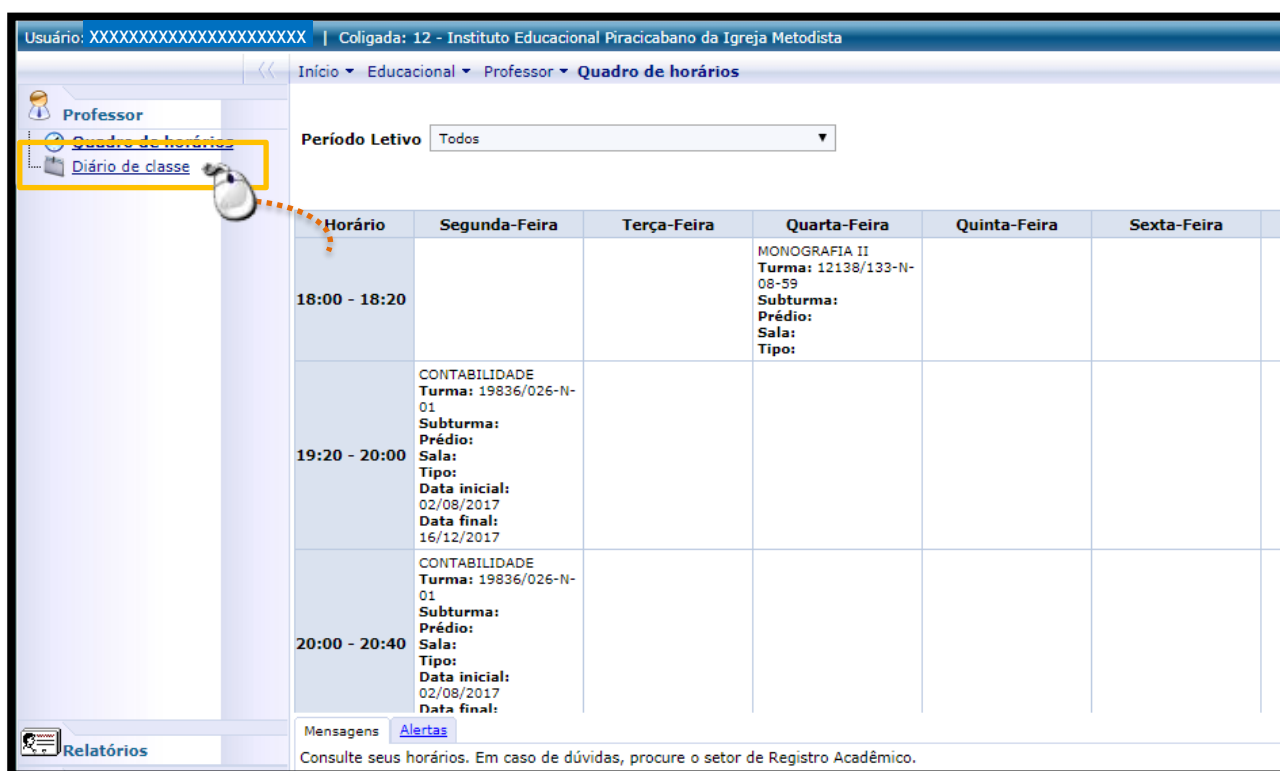 Usuário: XXXXXXXXXXXXXXXXXXXXXX | Coligada: 12 - Instituto Educacional Piracicabano da Igreja Metodista
Início Educacional Professor Quadro de horários
Professor
Quadro de horários
Diário de classe
Período Letivo Todos
Horário Segunda-Feira Terça-Feira Quarta-Feira Quinta-Feira Sexta-Feira
18:00 - 18:20
MONOGRAFIA II
Turma: 12138/133-N-
08-59
Subturma:
Prédio:
Sala:
Tipo:
19:20 - 20:00
CONTABILIDADE
Turma: 19836/026-N-
01
Subturma:
Prédio:
Sala:
Tipo:
Data inicial:
02/08/2017
Data final:
16/12/2017
20:00 - 20:40
CONTABILIDADE
Turma: 19836/026-N-
01
Subturma:
Prédio:
Sala:
Tipo:
Data inicial:
02/08/2017
Data final:
Relatórios
Mensagens Alertas
Consulte seus horários. Em caso de dúvidas, procure o setor de Registro Acadêmico.